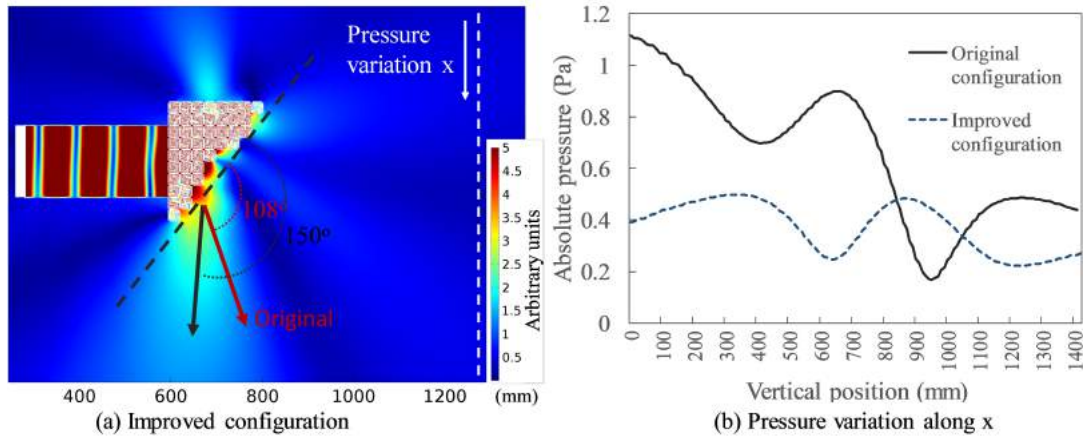 Pressure
variation x
108°
150°
Original
5
4.5
4
3.5
3
2.5
2
1.5
1
0.5
Arbitrary units
400 600 800 1000 1200 (mm)
(a) Improved configuration
1.2
1
0.8
0.6
0.4
0.2
0
Absolute pressure (Pa)
Original
configuration
Improved
configuration
0 100 200 300 400 600 700 800 900 1000 1100 1200 1300 1400
Vertical position (mm)
(b) Pressure variation along x